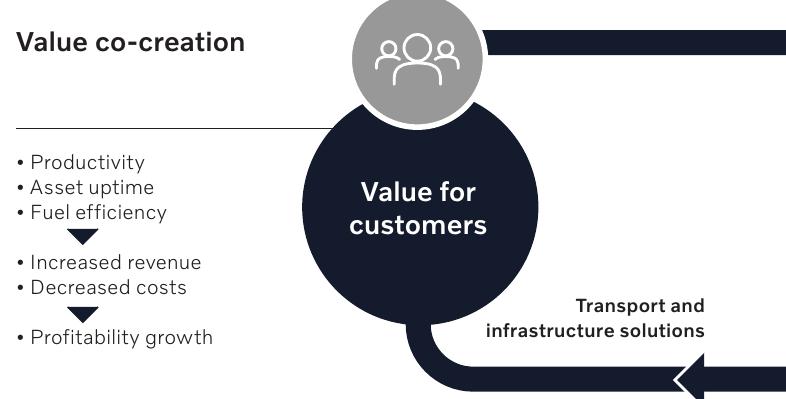 Value co-creation
• Productivity
• Asset uptime
• Fuel efficiency
• Increased revenue
• Decreased costs
• Profitability growth
Value for
customers
Transport and
infrastructure solutions